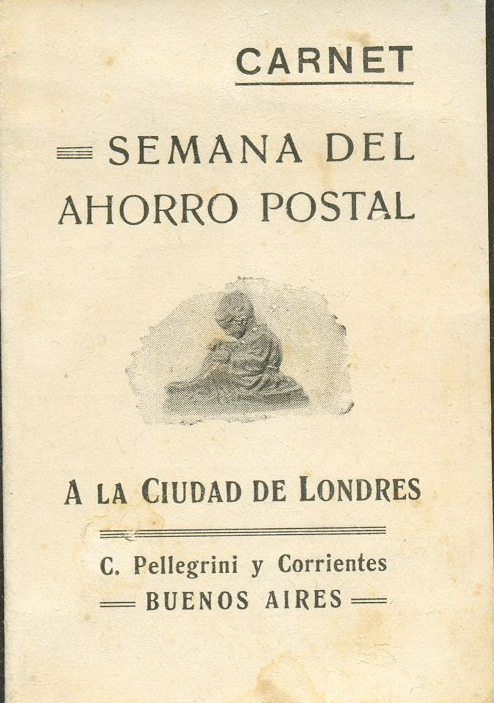 CARNET
SEMANA DEL
AHORRO POSTAL
A LA CIUDAD DE LONDRES
C. Pellegrini y Corrientes
BUENOS AIRES